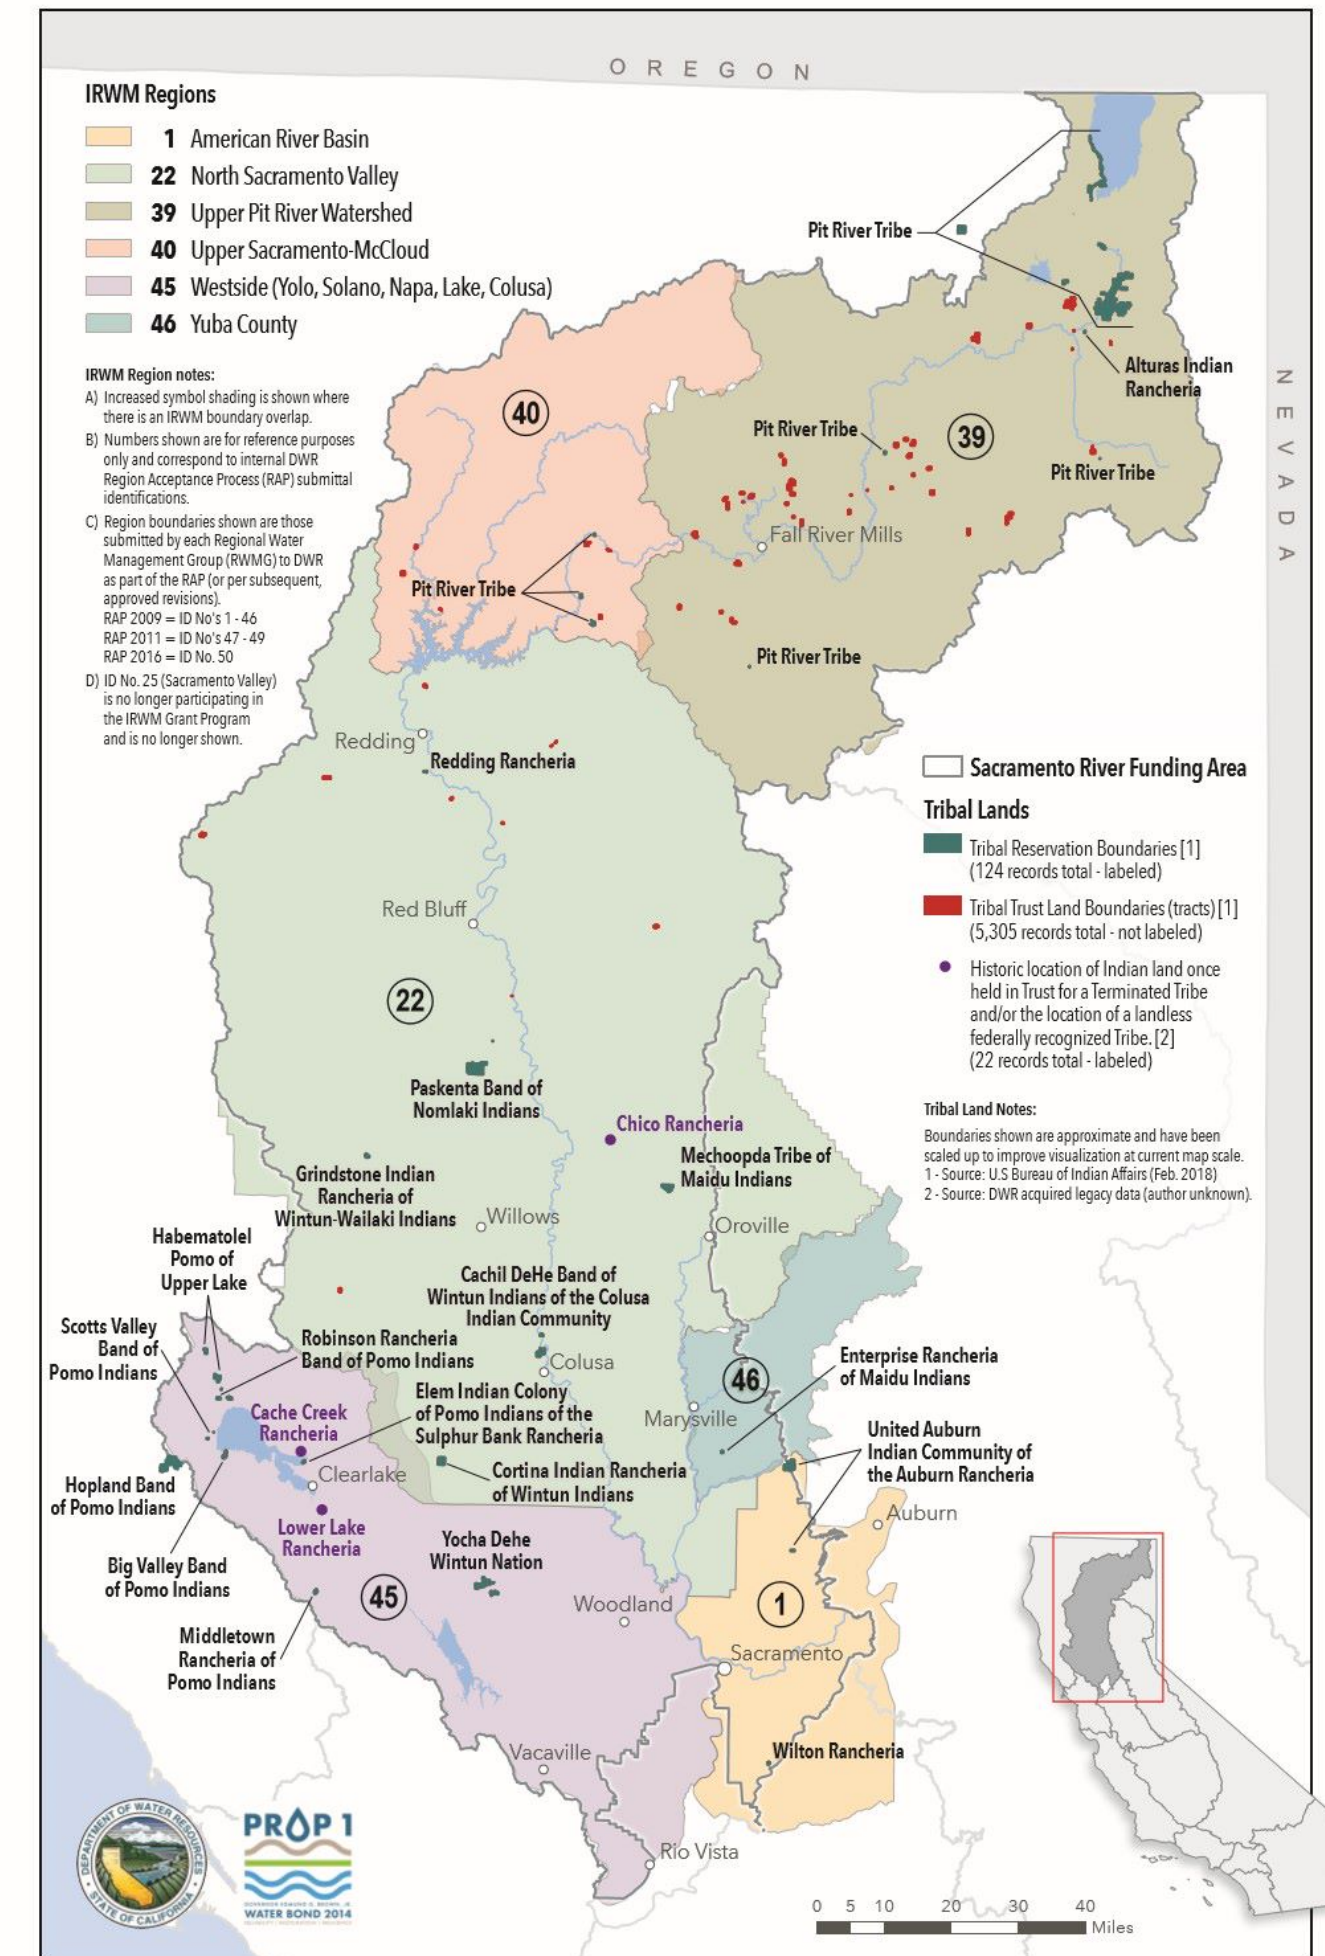 OREGON
IRWM Regions
1 American River Basin
22 North Sacramento Valley
39 Upper Pit River Watershed
40 Upper Sacramento-McCloud
45 Westside (Yolo, Solano, Napa, Lake, Colusa)
46 Yuba County
IRWM Region notes:
A) Increased symbol shading is shown where
there is an IRWM boundary overlap.
B) Numbers shown are for reference purposes
only and correspond to internal DWR
Region Acceptance Process (RAP) submittal
identifications.
C) Region boundaries shown are those
submitted by each Regional Water
Management Group (RWMG) to DWR
as part of the RAP (or per subsequent,
approved revisions).
RAP 2009 = ID No's 1 - 46
RAP 2011 = ID No's 47 - 49
RAP 2016 = ID No. 50
D) ID No. 25 (Sacramento Valley)
is no longer participating in
the IRWM Grant Program
and is no longer shown.
Pit River Tribe
Alturas Indian
Rancheria
NEVADA
40
Pit River Tribe
39
Pit River Tribe
Fall River Mills
Pit River Tribe
Pit River Tribe
Redding
Redding Rancheria
Sacramento River Funding Area
Tribal Lands
Tribal Reservation Boundaries [1]
(124 records total - labeled)
Tribal Trust Land Boundaries (tracts) [1]
(5,305 records total - not labeled)
Historic location of Indian land once
held in Trust for a Terminated Tribe
and/or the location of a landless
federally recognized Tribe. [2]
(22 records total - labeled)
Tribal Land Notes:
Boundaries shown are approximate and have been
scaled up to improve visualization at current map scale.
1 - Source: U.S Bureau of Indian Affairs (Feb. 2018)
2 - Source: DWR acquired legacy data (author unknown).
Red Bluff
22
Paskenta Band of
Nomlaki Indians
Chico Rancheria
Mechoopda Tribe of
Maidu Indians
Grindstone Indian
Rancheria of
Wintun-Wailaki Indians
Willows
Oroville
Habematolel
Pomo of
Upper Lake
Cachil DeHe Band of
Wintun Indians of the Colusa
Indian Community
Scotts Valley
Band of
Pomo Indians
Robinson Rancheria
Band of Pomo Indians
Colusa
Enterprise Rancheria
of Maidu Indians
46
Elem Indian Colony
of Pomo Indians of the
Sulphur Bank Rancheria
Marysville
Cache Creek
Rancheria
United Auburn
Indian Community of
the Auburn Rancheria
Hopland Band
of Pomo Indians
Clearlake
Cortina Indian Rancheria
of Wintun Indians
Auburn
Lower Lake
Rancheria
Yocha Dehe
Wintun Nation
Big Valley Band
of Pomo Indians
45
Woodland
1
Middletown
Rancheria of
Pomo Indians
Sacramento
Vacaville
Wilton Rancheria
Rio Vista
DEPARTMENT OF WATER RESOURCES
STATE OF CALIFORNIA
PROP 1
WATER BOND 2014
0 5 10 20 30 40
Miles